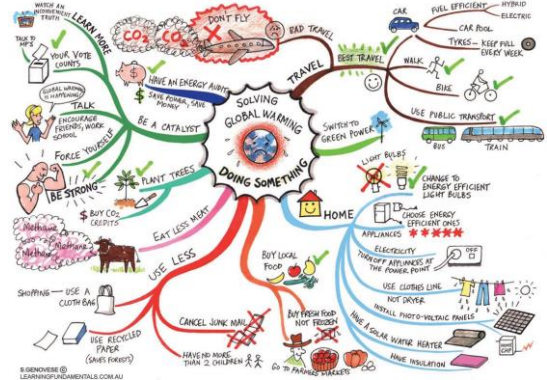 WATCH AN
INCONVENIENT
TRUTH
LEARN MORE
TALK TO
MP'S
YOUR VOTE
COUNTS
GLOBAL WARMING
IS HAPPENING!
TALK
ENCOURAGE
FRIENDS, WORK
SCHOOL
FORCE YOURSELF
BE STRONG
BE A CATALYST
CO2
CO2
DON'T FLY
BAD TRAVEL
TRAVEL
BEST TRAVEL
CAR
FUEL EFFICIENT
HYBRID
ELECTRIC
CAR POOL
TYRES – KEEP FULL
EVERY WEEK
WALK
BIKE
USE PUBLIC TRANSPORT
BUS
TRAIN
HAVE AN ENERGY AUDIT
$ SAVE POWER, SAVE
MONEY
SOLVING
GLOBAL WARMING
DOING SOMETHING
SWITCH TO
GREEN POWER
PLANT TREES
$ BUY CO2
CREDITS
EAT LESS MEAT
Methane
Methane
Methane
USE LESS
SHOPPING – USE A
CLOTH BAG
USE RECYCLED
PAPER
(SAVES FORESTS)
CANCEL JUNK MAIL
HAVE NO MORE
THAN 2 CHILDREN
BUY LOCAL
FOOD
BUY FRESH FOOD
NOT FROZEN
GO TO FARMERS MARKETS
HOME
LIGHT BULBS
CHANGE TO
ENERGY EFFICIENT
LIGHT BULBS
APPLIANCES
CHOOSE ENERGY
EFFICIENT ONES
ELECTRICITY
TURN OFF APPLIANCES AT
THE POWER POINT
OFF
USE CLOTHES LINE
NOT DRYER
INSTALL PHOTO-VOLTAIC PANELS
HAVE A SOLAR WATER HEATER
HAVE INSULATION
S.GENOVESE ©
LEARNINGFUNDAMENTALS.COM.AU